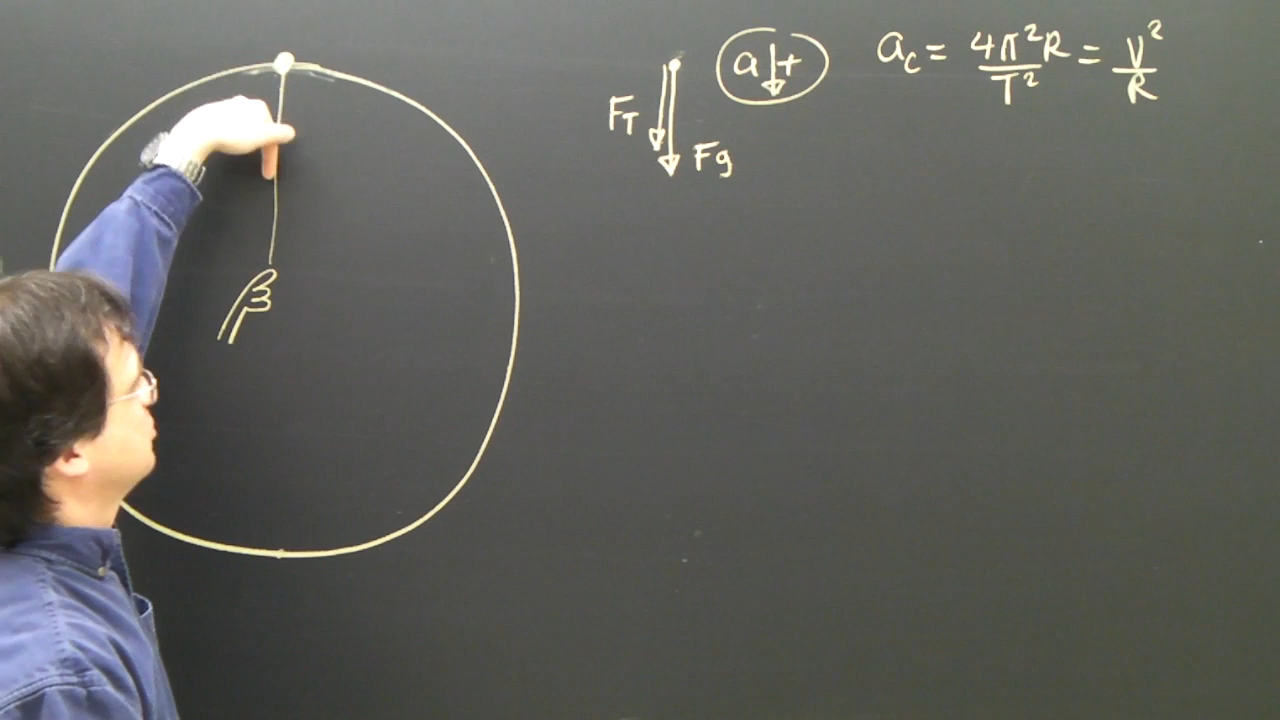 a↓+
a_c = 4π²R/T² = V²/R
F_T
F_g